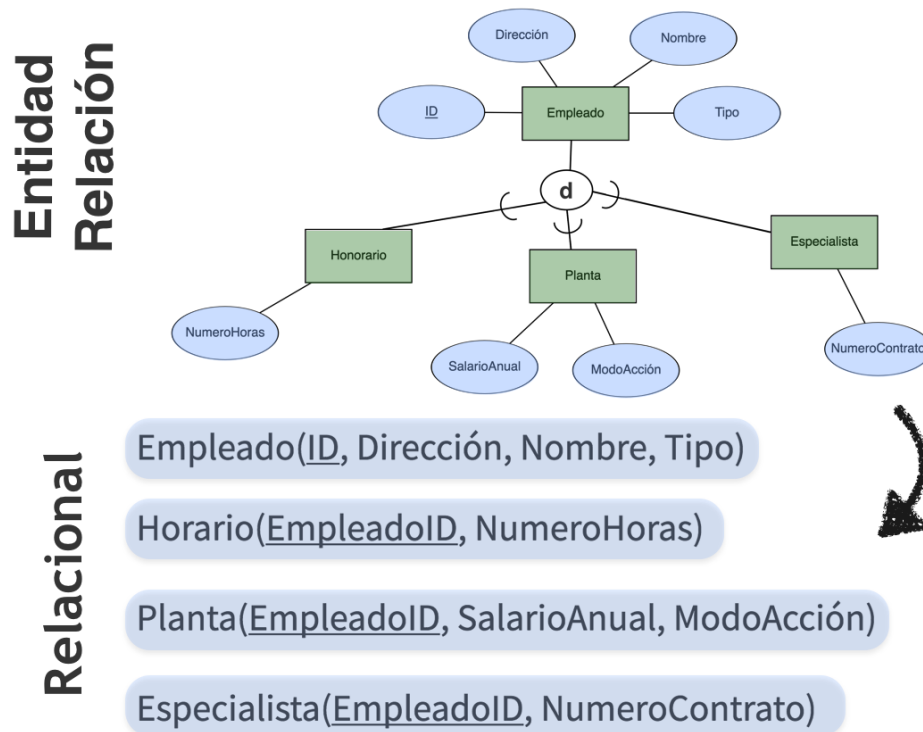 Entidad
Relación
Dirección
Nombre
ID
Empleado
Tipo
d
Honorario
Planta
Especialista
NumeroHoras
SalarioAnual
ModoAcción
NumeroContrato
Relacional
Empleado(ID, Dirección, Nombre, Tipo)
Horario(EmpleadoID, NumeroHoras)
Planta(EmpleadoID, SalarioAnual, ModoAcción)
Especialista(EmpleadoID, NumeroContrato)